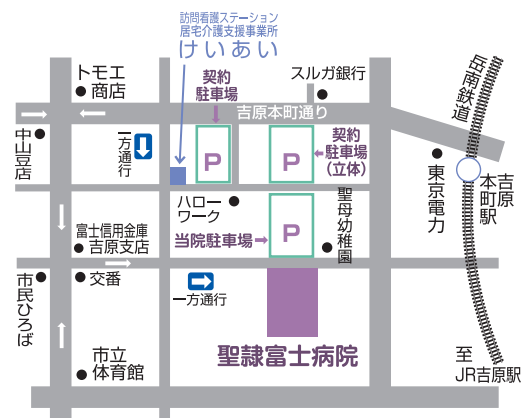 訪問看護ステーション
居宅介護支援事業所
けいあい
トモエ
商店
契約
駐車場
スルガ銀行
岳南鉄道
吉原本町通り
中山豆店
一方通行
P
P
契約
駐車場
(立体)
東京電力
吉原
本町駅
ハロー
ワーク
聖母幼稚園
富士信用金庫
吉原支店
当院駐車場
P
市民ひろば
交番
一方通行
聖隷富士病院
市立
体育館
至
JR吉原駅